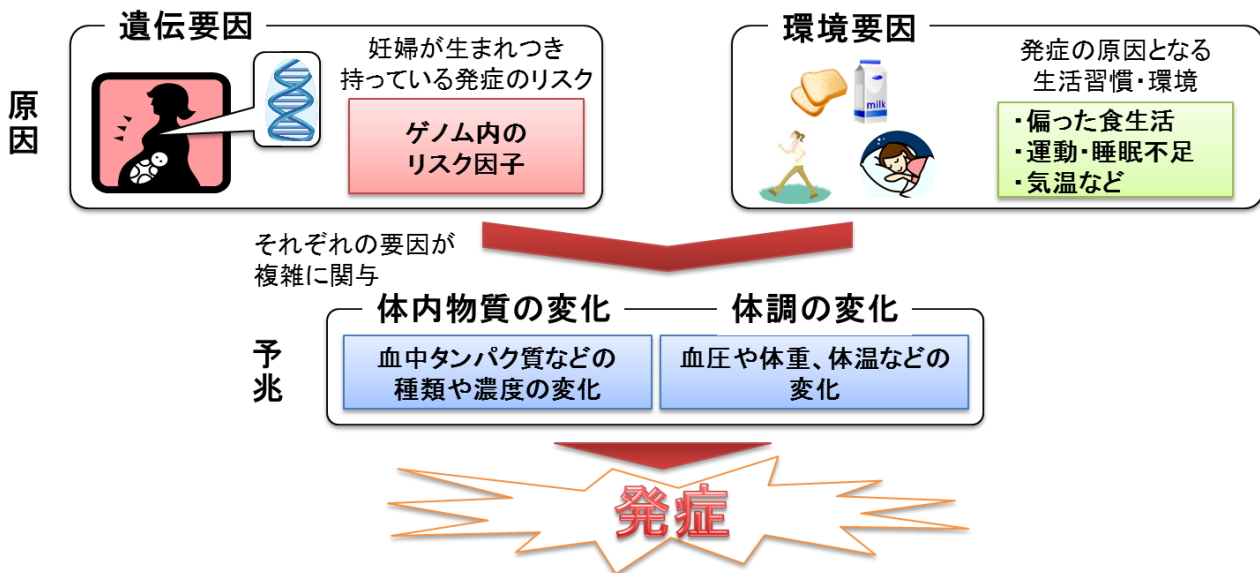 原因
遺伝要因
妊婦が生まれつき
持っている発症のリスク
ゲノム内の
リスク因子
環境要因
milk
発症の原因となる
生活習慣・環境
・偏った食生活
・運動・睡眠不足
・気温など
それぞれの要因が
複雑に関与
予兆
体内物質の変化
血中タンパク質などの
種類や濃度の変化
体調の変化
血圧や体重、体温などの
変化
発症